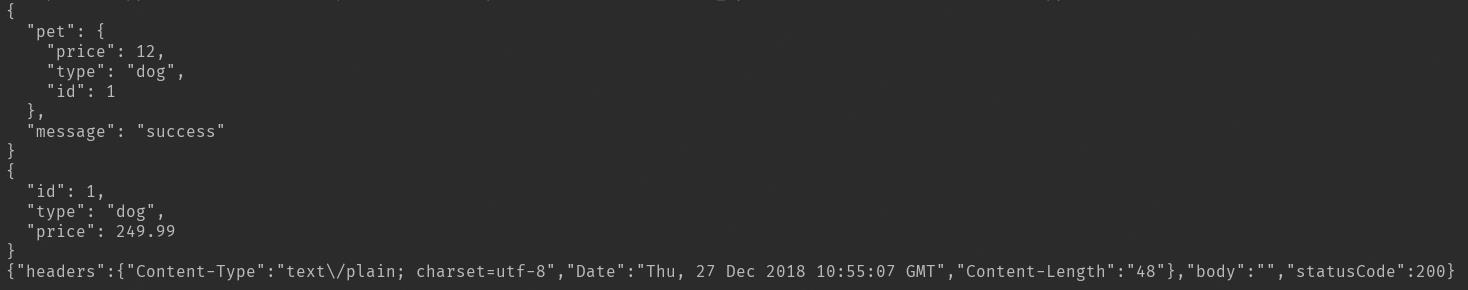 {
  "pet": {
    "price": 12,
    "type": "dog",
    "id": 1
  },
  "message": "success"
}
{
  "id": 1,
  "type": "dog",
  "price": 249.99
}
{"headers":{"Content-Type":"text\/plain; charset=utf-8","Date":"Thu, 27 Dec 2018 10:55:07 GMT","Content-Length":"48"},"body":"","statusCode":200}